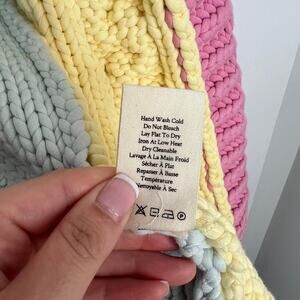 Hand Wash Cold
Do Not Bleach
Lay Flat To Dry
Iron At Low Heat
Dry Cleanable
Lavage À La Main Froid
Sécher À Plat
Repasser À Basse
Température
Nettoyable À Sec